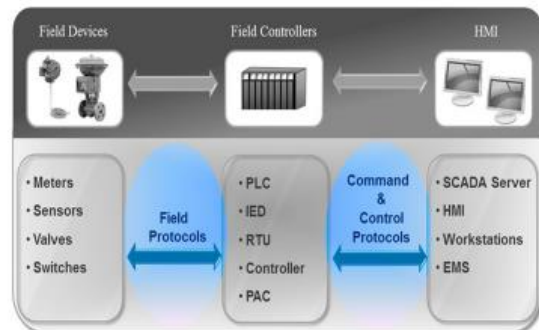 Field Devices
Field Controllers
HMI
• Meters
• Sensors
• Valves
• Switches
Field
Protocols
• PLC
• IED
• RTU
• Controller
• PAC
Command
&
Control
Protocols
• SCADA Server
• HMI
• Workstations
• EMS